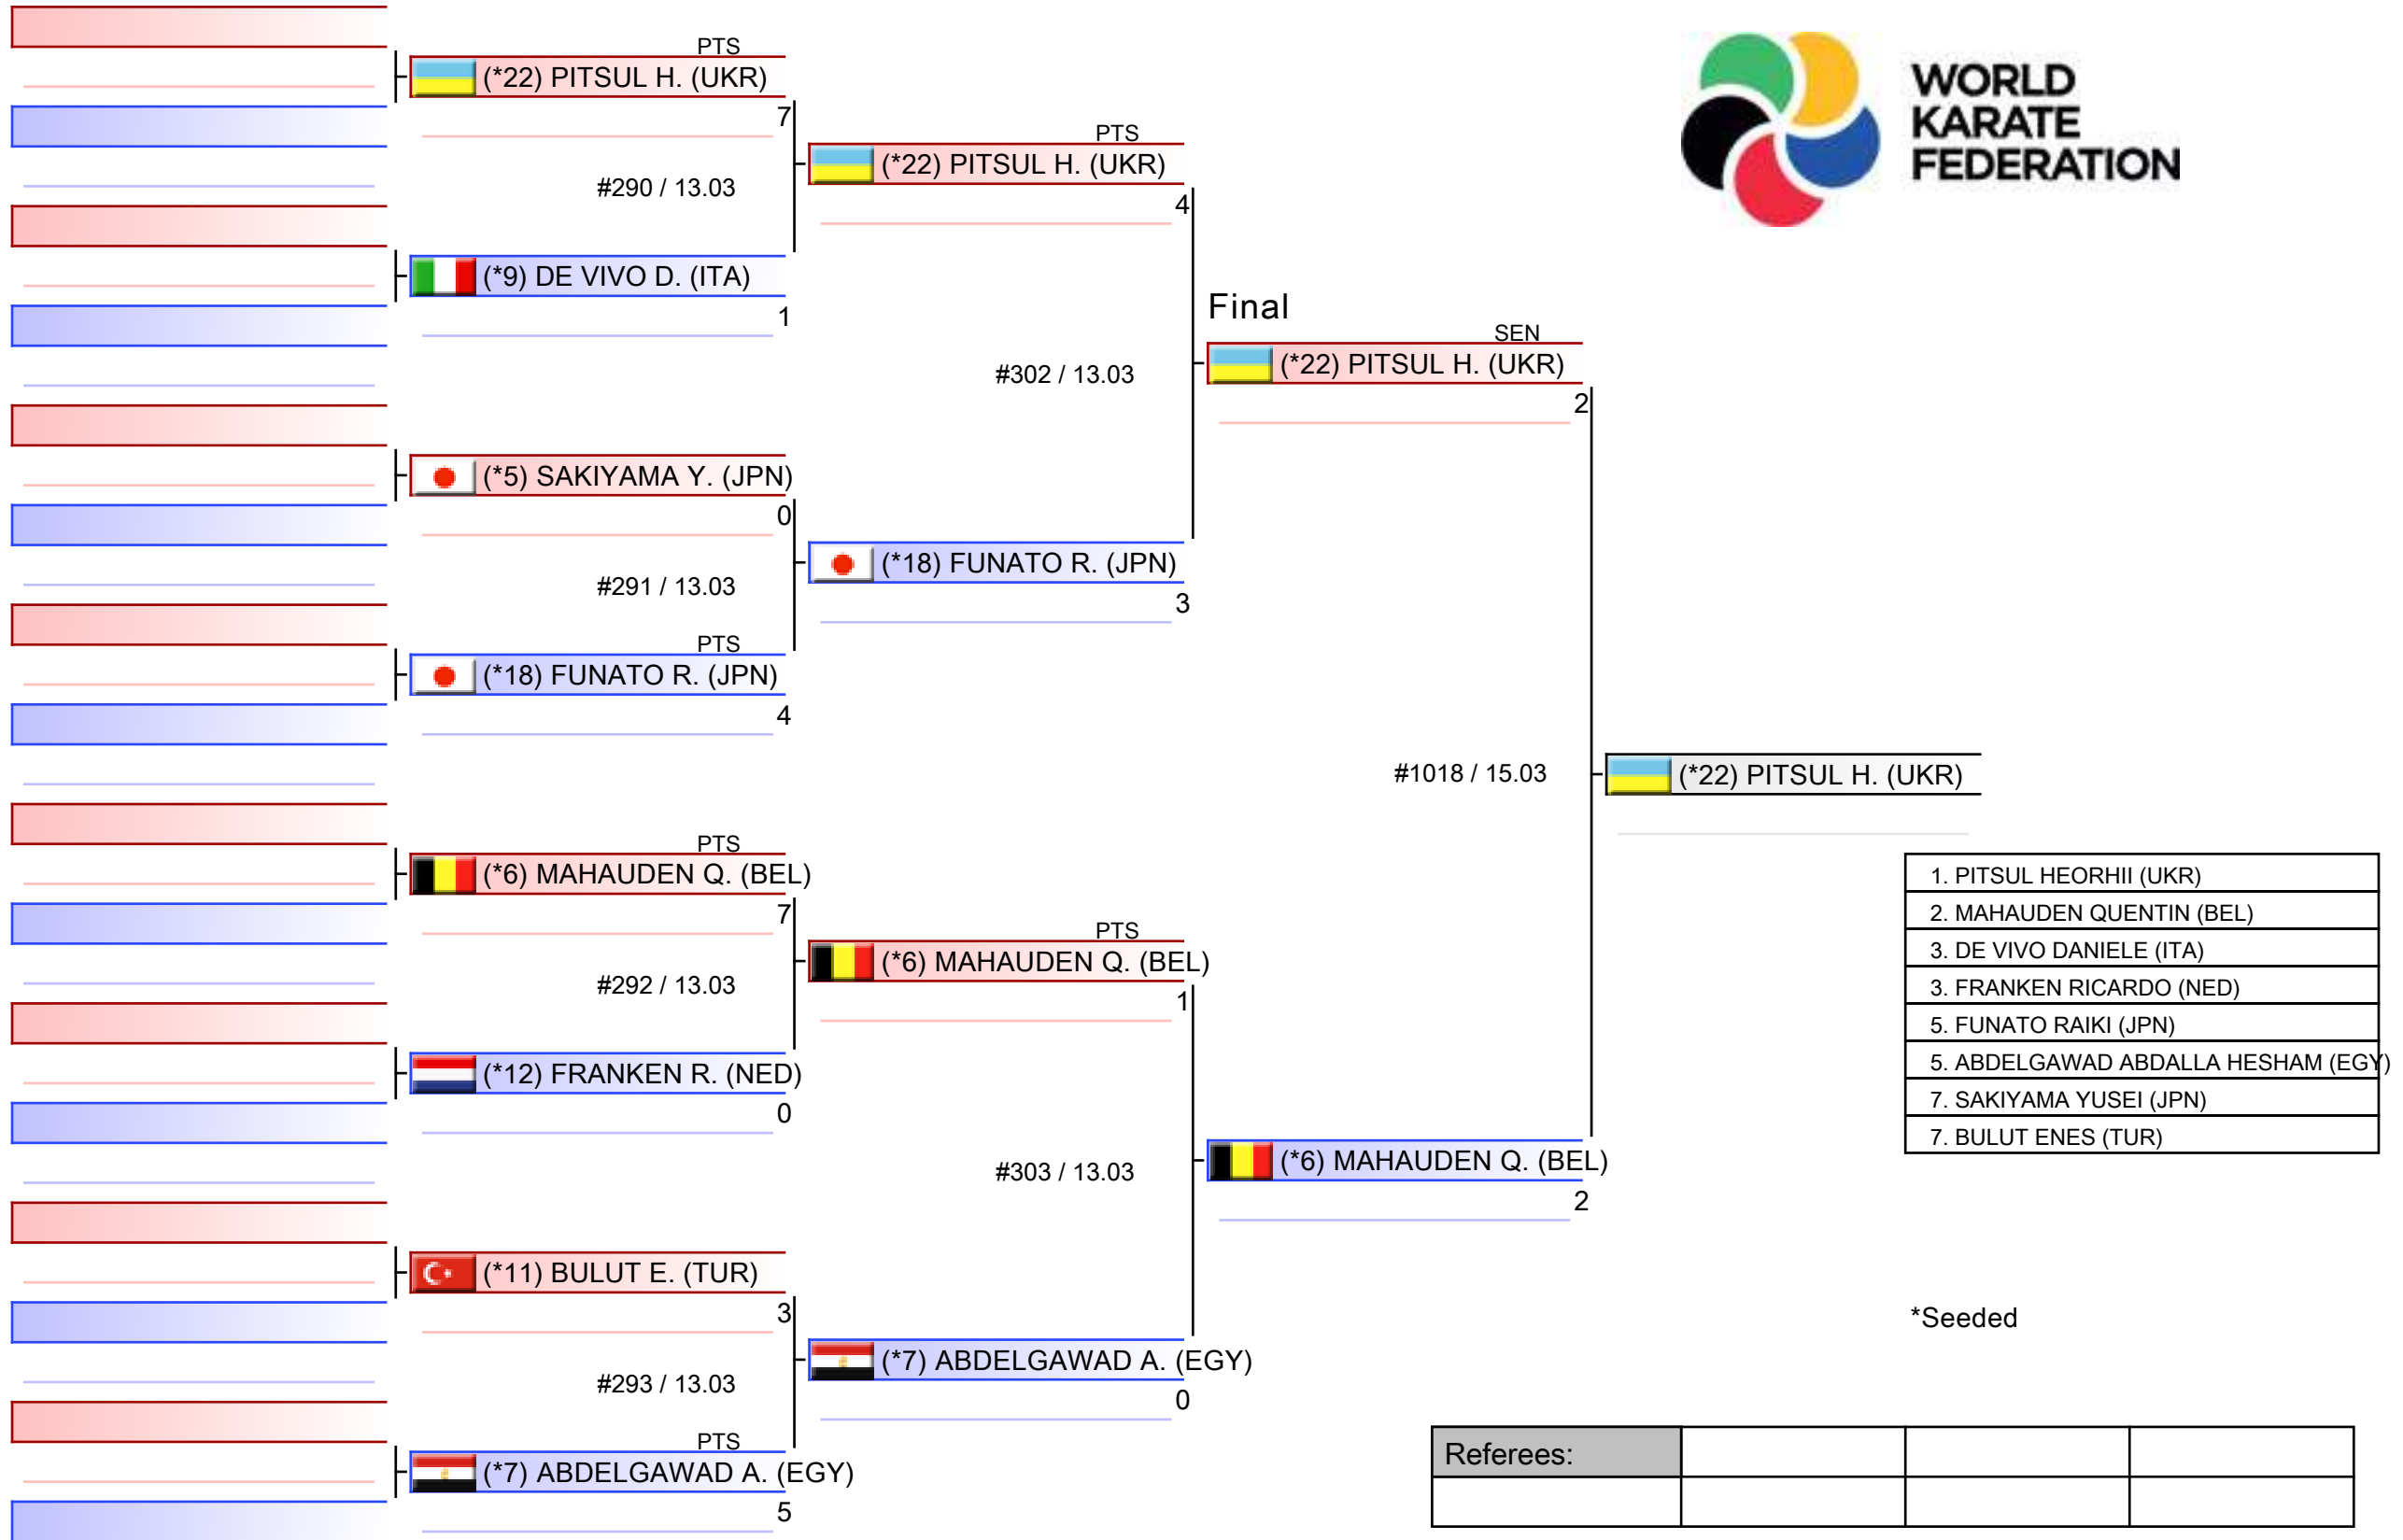 WORLD
KARATE
FEDERATION
PTS
(*22) PITSUL H. (UKR)
7
#290 / 13.03
(*9) DE VIVO D. (ITA)
1
(*5) SAKIYAMA Y. (JPN)
0
#291 / 13.03
PTS
(*18) FUNATO R. (JPN)
4
PTS
(*6) MAHAUDEN Q. (BEL)
7
#292 / 13.03
(*12) FRANKEN R. (NED)
0
(*11) BULUT E. (TUR)
3
#293 / 13.03
PTS
(*7) ABDELGAWAD A. (EGY)
5
PTS
(*22) PITSUL H. (UKR)
4
#302 / 13.03
(*18) FUNATO R. (JPN)
3
PTS
(*6) MAHAUDEN Q. (BEL)
1
#303 / 13.03
(*7) ABDELGAWAD A. (EGY)
0
Final
SEN
(*22) PITSUL H. (UKR)
2
#1018 / 15.03
(*6) MAHAUDEN Q. (BEL)
2
(*22) PITSUL H. (UKR)
1. PITSUL HEORHII (UKR)
2. MAHAUDEN QUENTIN (BEL)
3. DE VIVO DANIELE (ITA)
3. FRANKEN RICARDO (NED)
5. FUNATO RAIKI (JPN)
5. ABDELGAWAD ABDALLA HESHAM (EGY)
7. SAKIYAMA YUSEI (JPN)
7. BULUT ENES (TUR)
*Seeded
Referees: